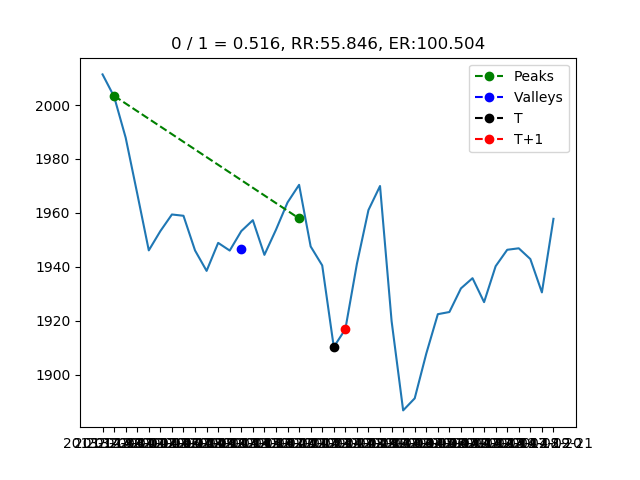 0 / 1 = 0.516, RR:55.846, ER:100.504
Peaks
Valleys
T
T+1
2000
1980
1960
1940
1920
1900